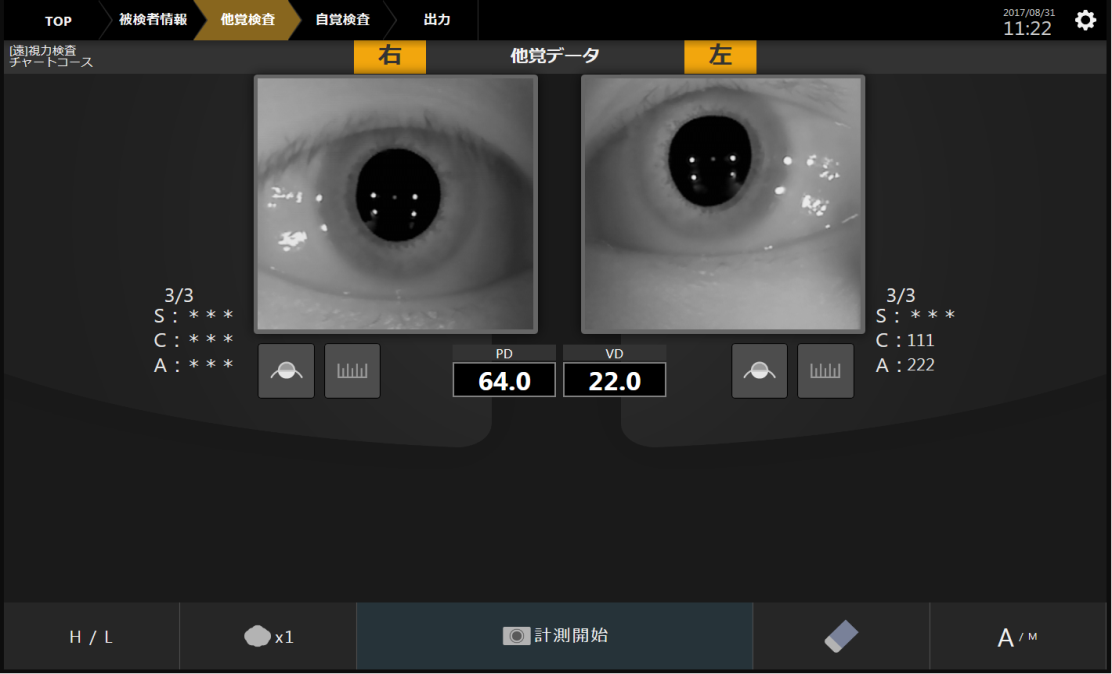 TOP 被検者情報 他覚検査 自覚検査 出力
2017/08/31
11:22
[遠]視力検査
チャートコース
右 他覚データ 左
3/3
S : * * *
C : * * *
A : * * *
PD VD
64.0 22.0
3/3
S : * * *
C : 111
A : 222
H / L x1 計測開始 A / M